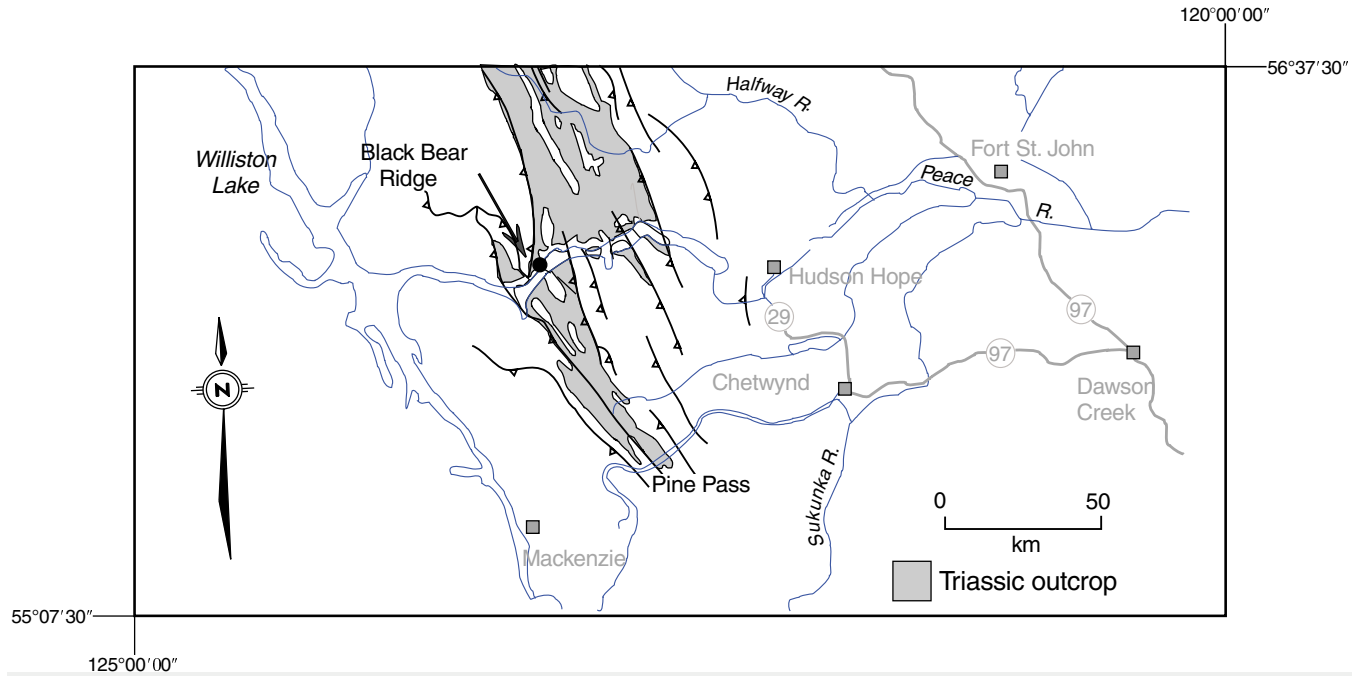 120°00′00″
56°37′30″
Halfway R.
Fort St. John
Black Bear
Ridge
Williston
Lake
Peace
R.
Hudson Hope
29
97
97
Chetwynd
Dawson
Creek
N
Pine Pass
Sukunka R.
0 50
km
Mackenzie
Triassic outcrop
55°07′30″
125°00′00″